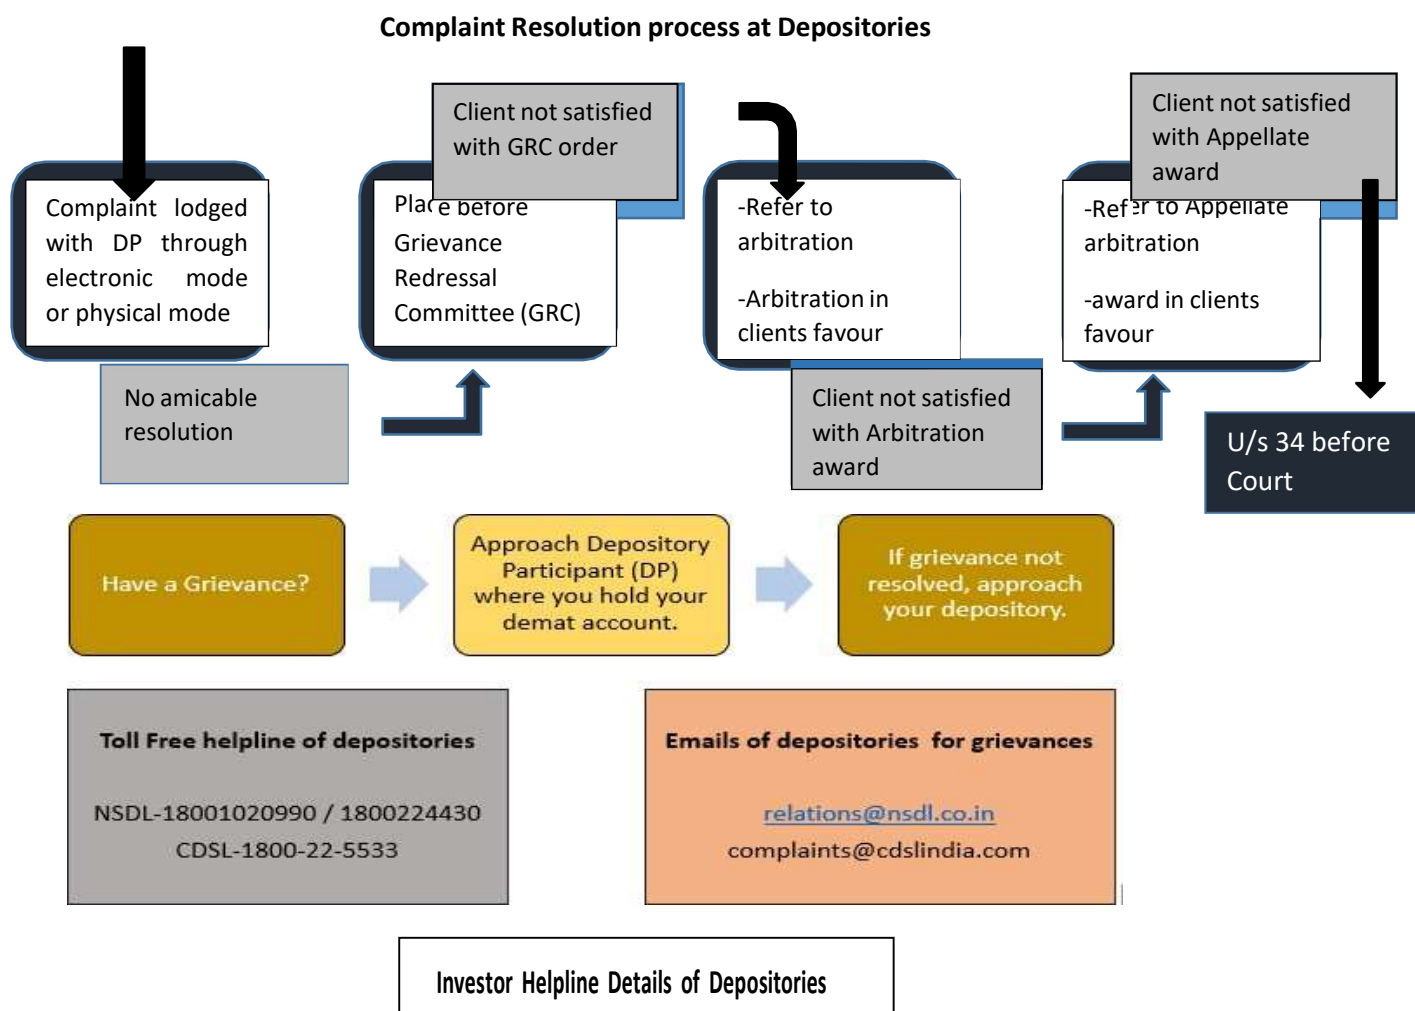 Complaint Resolution process at Depositories
Complaint lodged
with DP through
electronic mode
or physical mode
No amicable
resolution
Place before
Grievance
Redressal
Committee (GRC)
Client not satisfied
with GRC order
-Refer to
arbitration
-Arbitration in
clients favour
Client not satisfied
with Arbitration
award
-Refer to Appellate
arbitration
-award in clients
favour
Client not satisfied
with Appellate
award
U/s 34 before
Court
Have a Grievance?
Approach Depository
Participant (DP)
where you hold your
demat account.
If grievance not
resolved, approach
your depository.
Toll Free helpline of depositories
NSDL-18001020990 / 1800224430
CDSL-1800-22-5533
Emails of depositories for grievances
relations@nsdl.co.in
complaints@cdslindia.com
Investor Helpline Details of Depositories